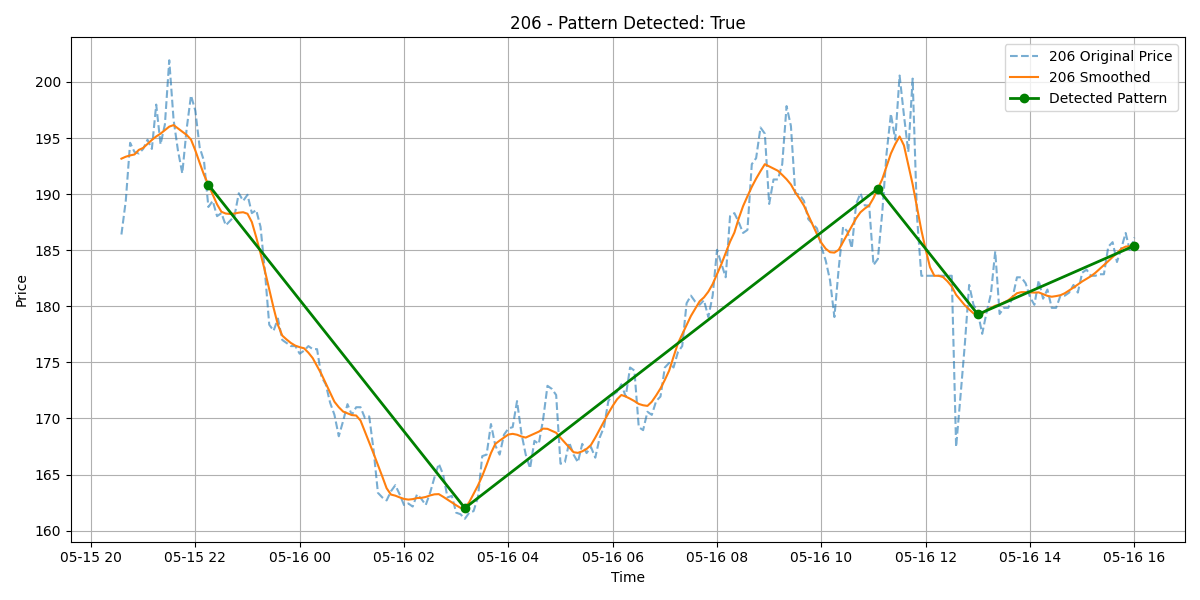 206 - Pattern Detected: True
206 Original Price
206 Smoothed
Detected Pattern
Price
200
195
190
185
180
175
170
165
160
05-15 20 05-15 22 05-16 00 05-16 02 05-16 04 05-16 06 05-16 08 05-16 10 05-16 12 05-16 14 05-16 16
Time